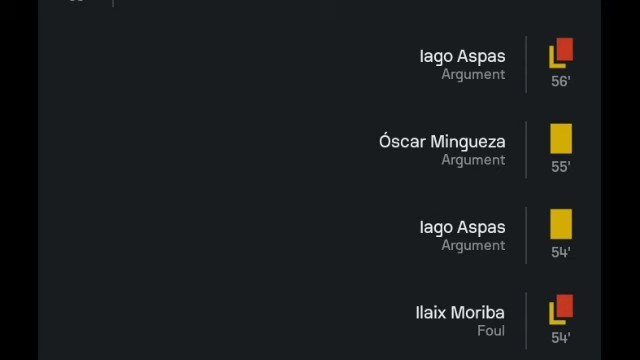 Iago Aspas
Argument
56'
Óscar Mingueza
Argument
55'
Iago Aspas
Argument
54'
Ilaix Moriba
Foul
54'